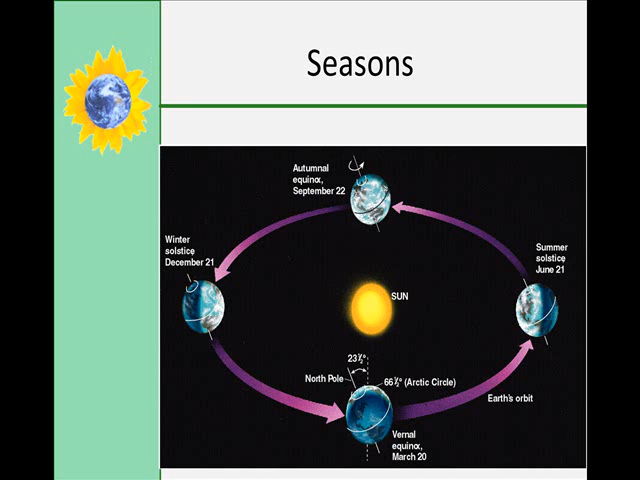 Seasons
Autumnal
equinox,
September 22
Winter
solstice
December 21
Summer
solstice,
June 21
SUN
23½°
North Pole
66½° (Arctic Circle)
Earth's orbit
Vernal
equinox,
March 20